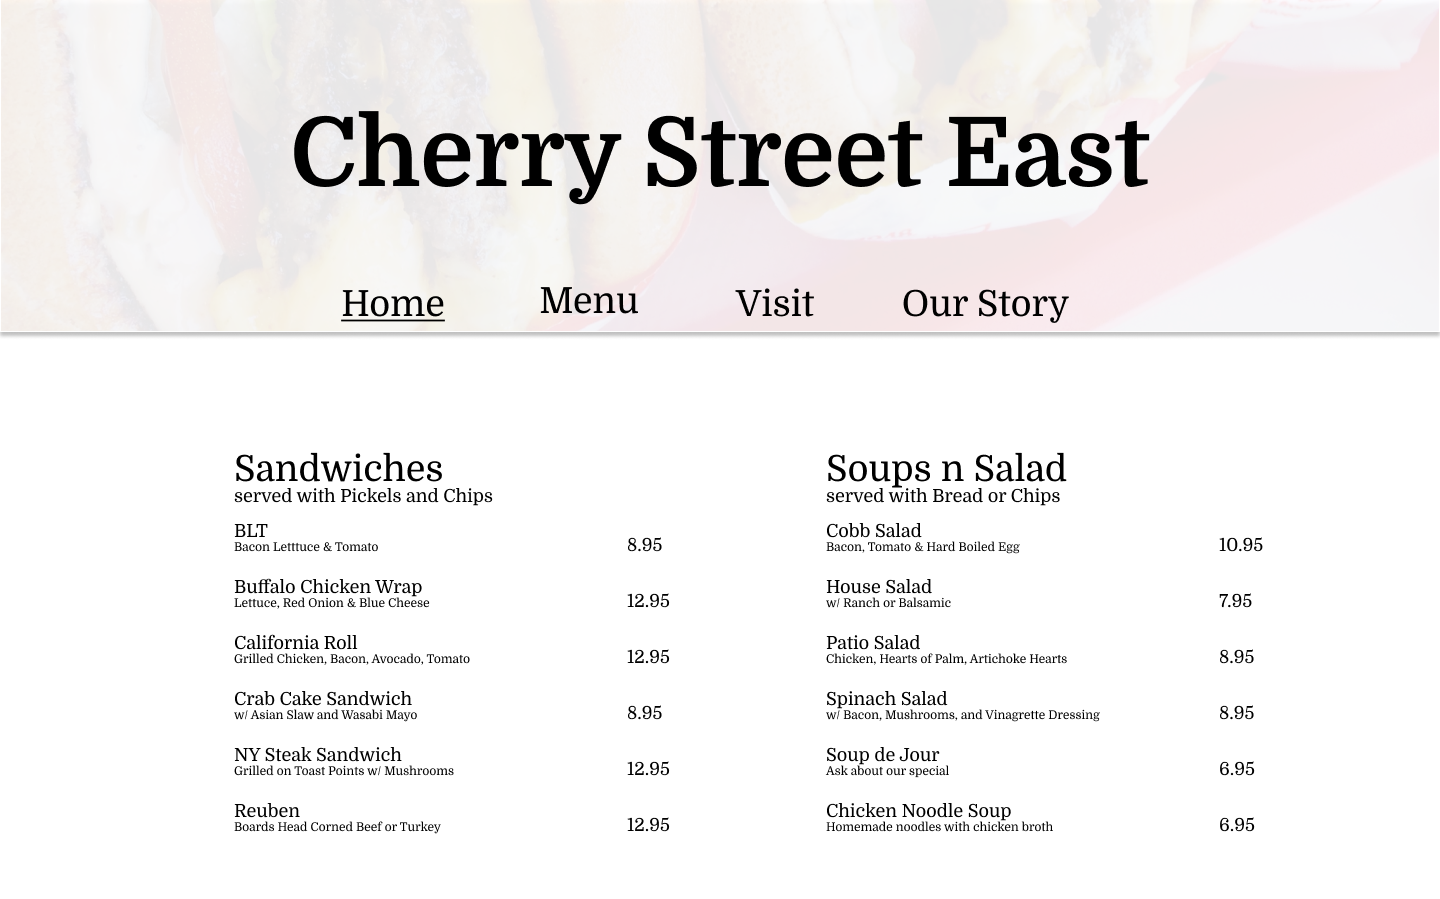 Cherry Street East
Home Menu Visit Our Story
Sandwiches
served with Pickels and Chips
BLT
Bacon Letttuce & Tomato 8.95
Buffalo Chicken Wrap
Lettuce, Red Onion & Blue Cheese 12.95
California Roll
Grilled Chicken, Bacon, Avocado, Tomato 12.95
Crab Cake Sandwich
w/ Asian Slaw and Wasabi Mayo 8.95
NY Steak Sandwich
Grilled on Toast Points w/ Mushrooms 12.95
Reuben
Boards Head Corned Beef or Turkey 12.95
Soups n Salad
served with Bread or Chips
Cobb Salad
Bacon, Tomato & Hard Boiled Egg 10.95
House Salad
w/ Ranch or Balsamic 7.95
Patio Salad
Chicken, Hearts of Palm, Artichoke Hearts 8.95
Spinach Salad
w/ Bacon, Mushrooms, and Vinagrette Dressing 8.95
Soup de Jour
Ask about our special 6.95
Chicken Noodle Soup
Homemade noodles with chicken broth 6.95